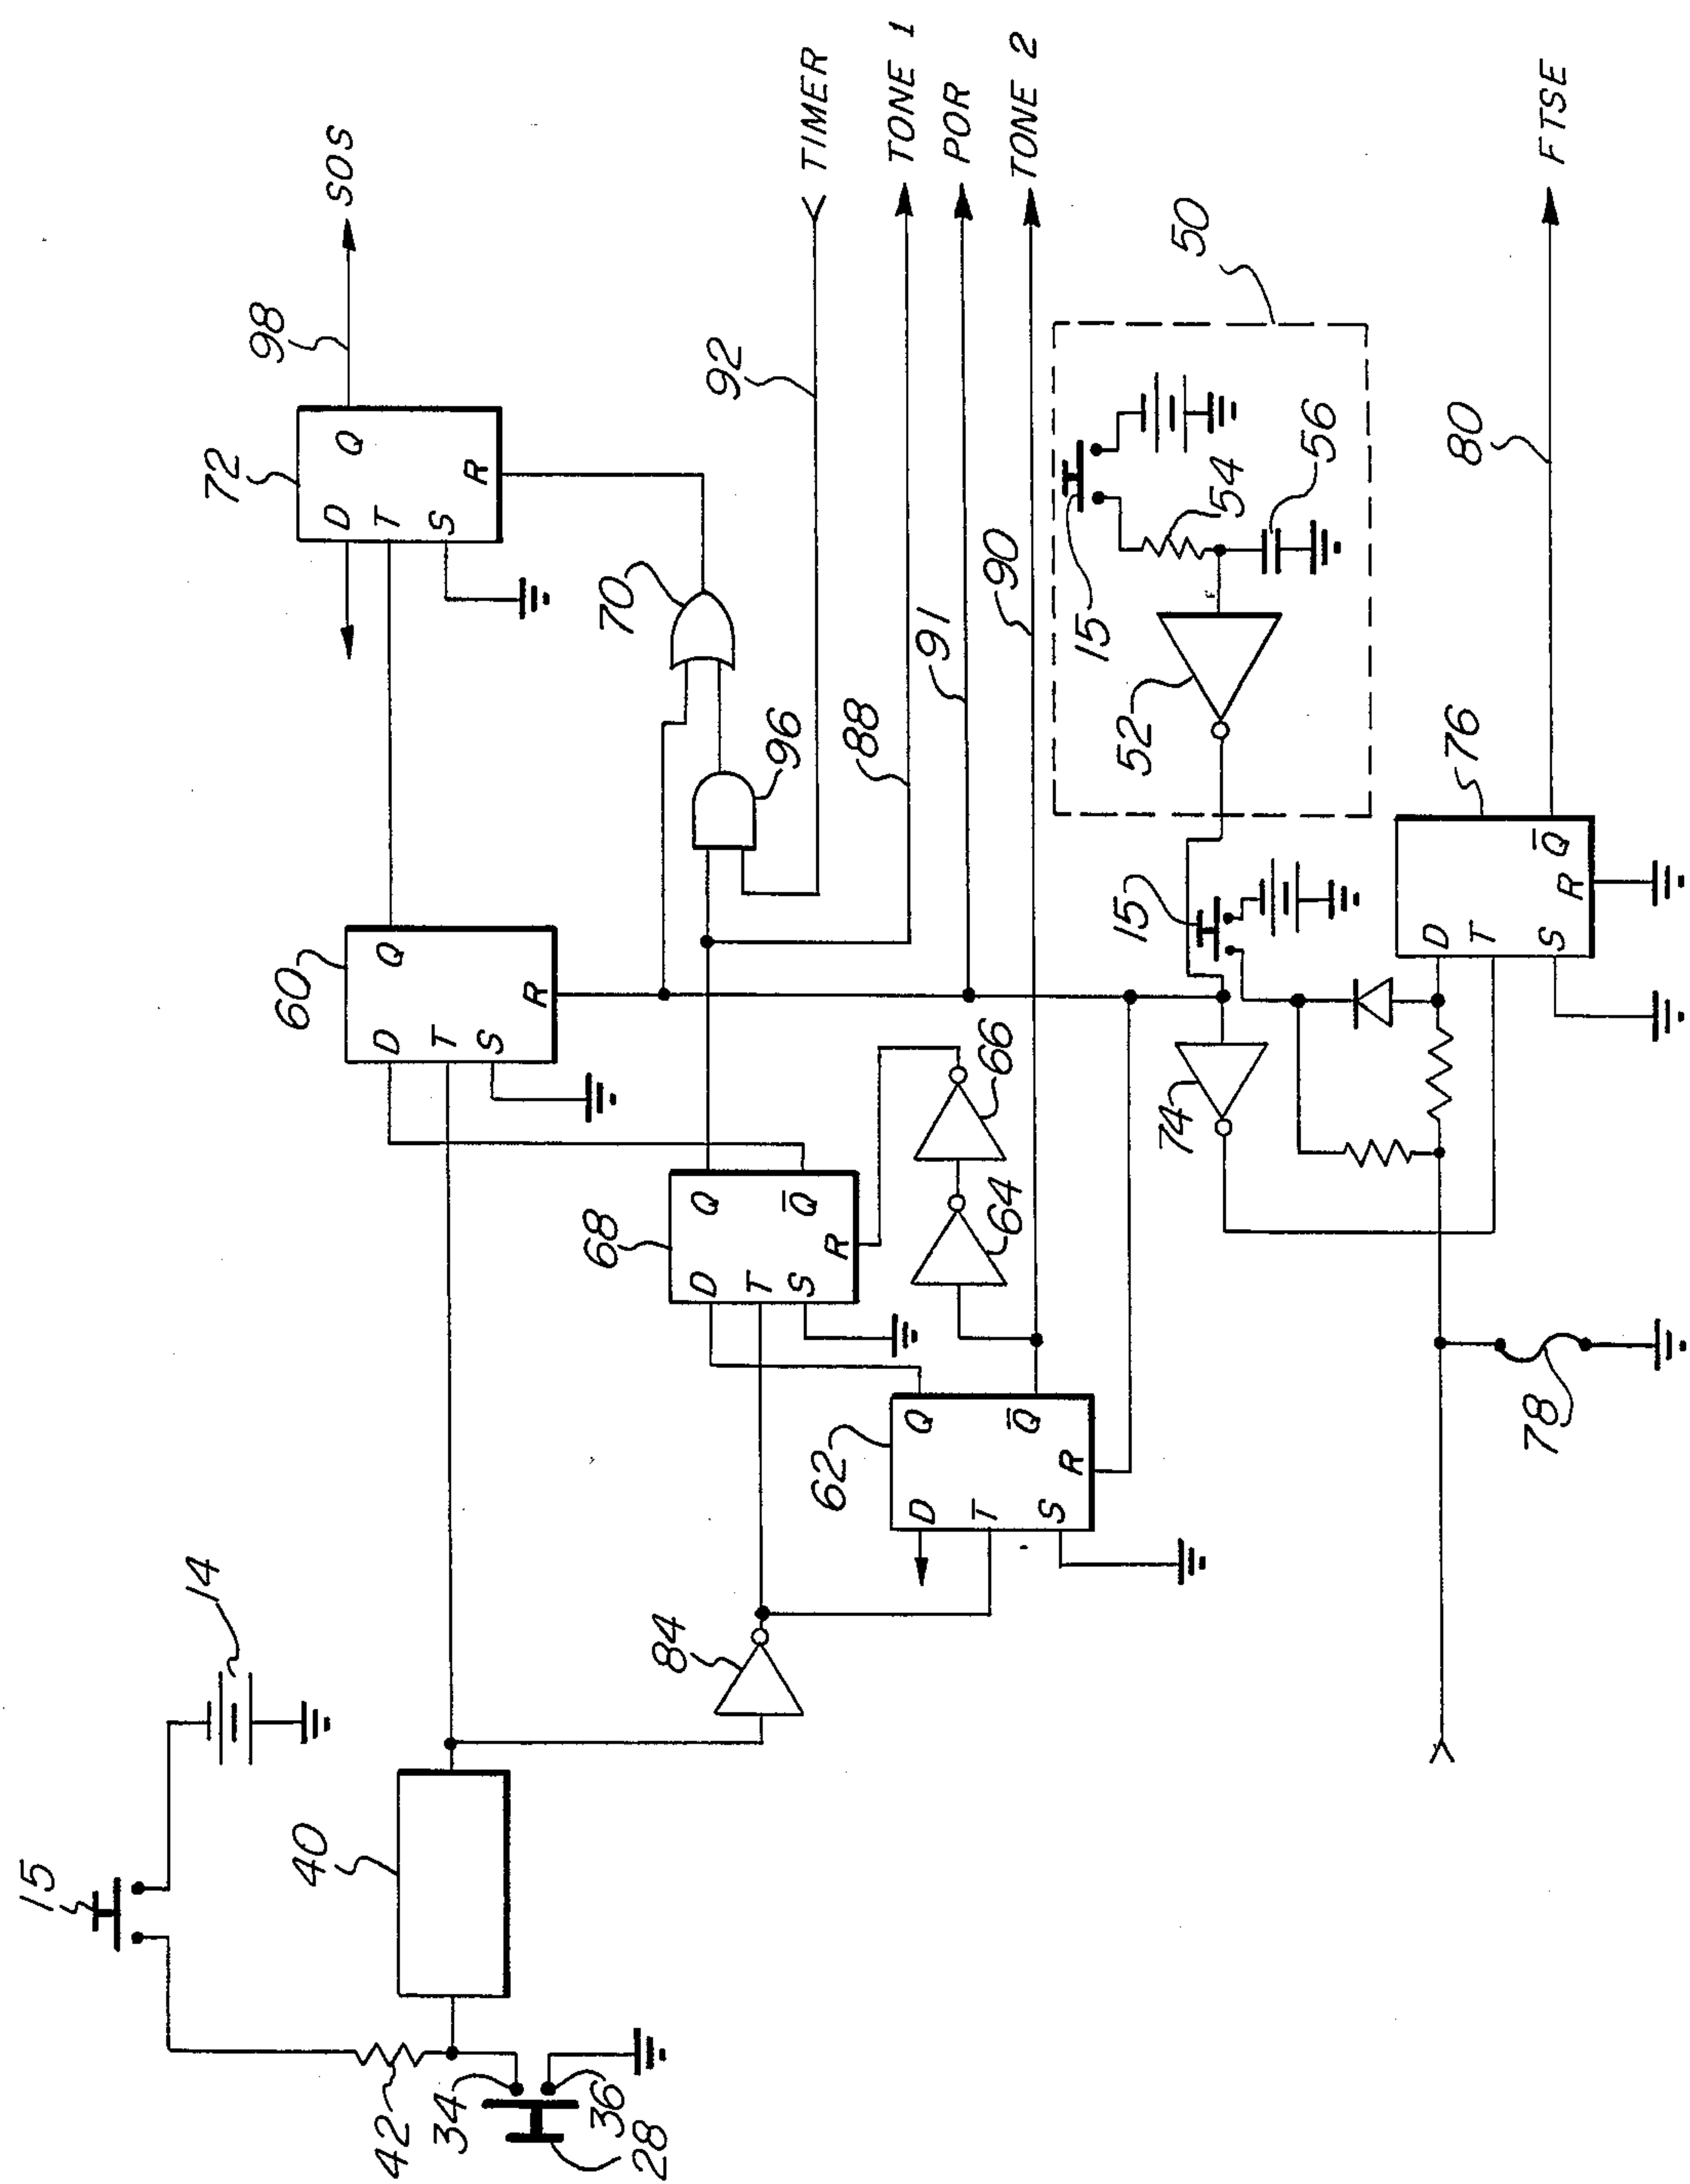 15
14
42
34
36
28
40
84
60
D
T
S
Q
R
72
D
T
S
Q
R
98
SOS
68
D
T
S
Q
Q̅
R
62
D
T
S
Q
Q̅
R
64
66
70
96
92
TIMER
88
TONE 1
91
POR
90
TONE 2
50
15
54
56
52
15
74
76
D
T
S
Q̅
R
78
80
FTSE